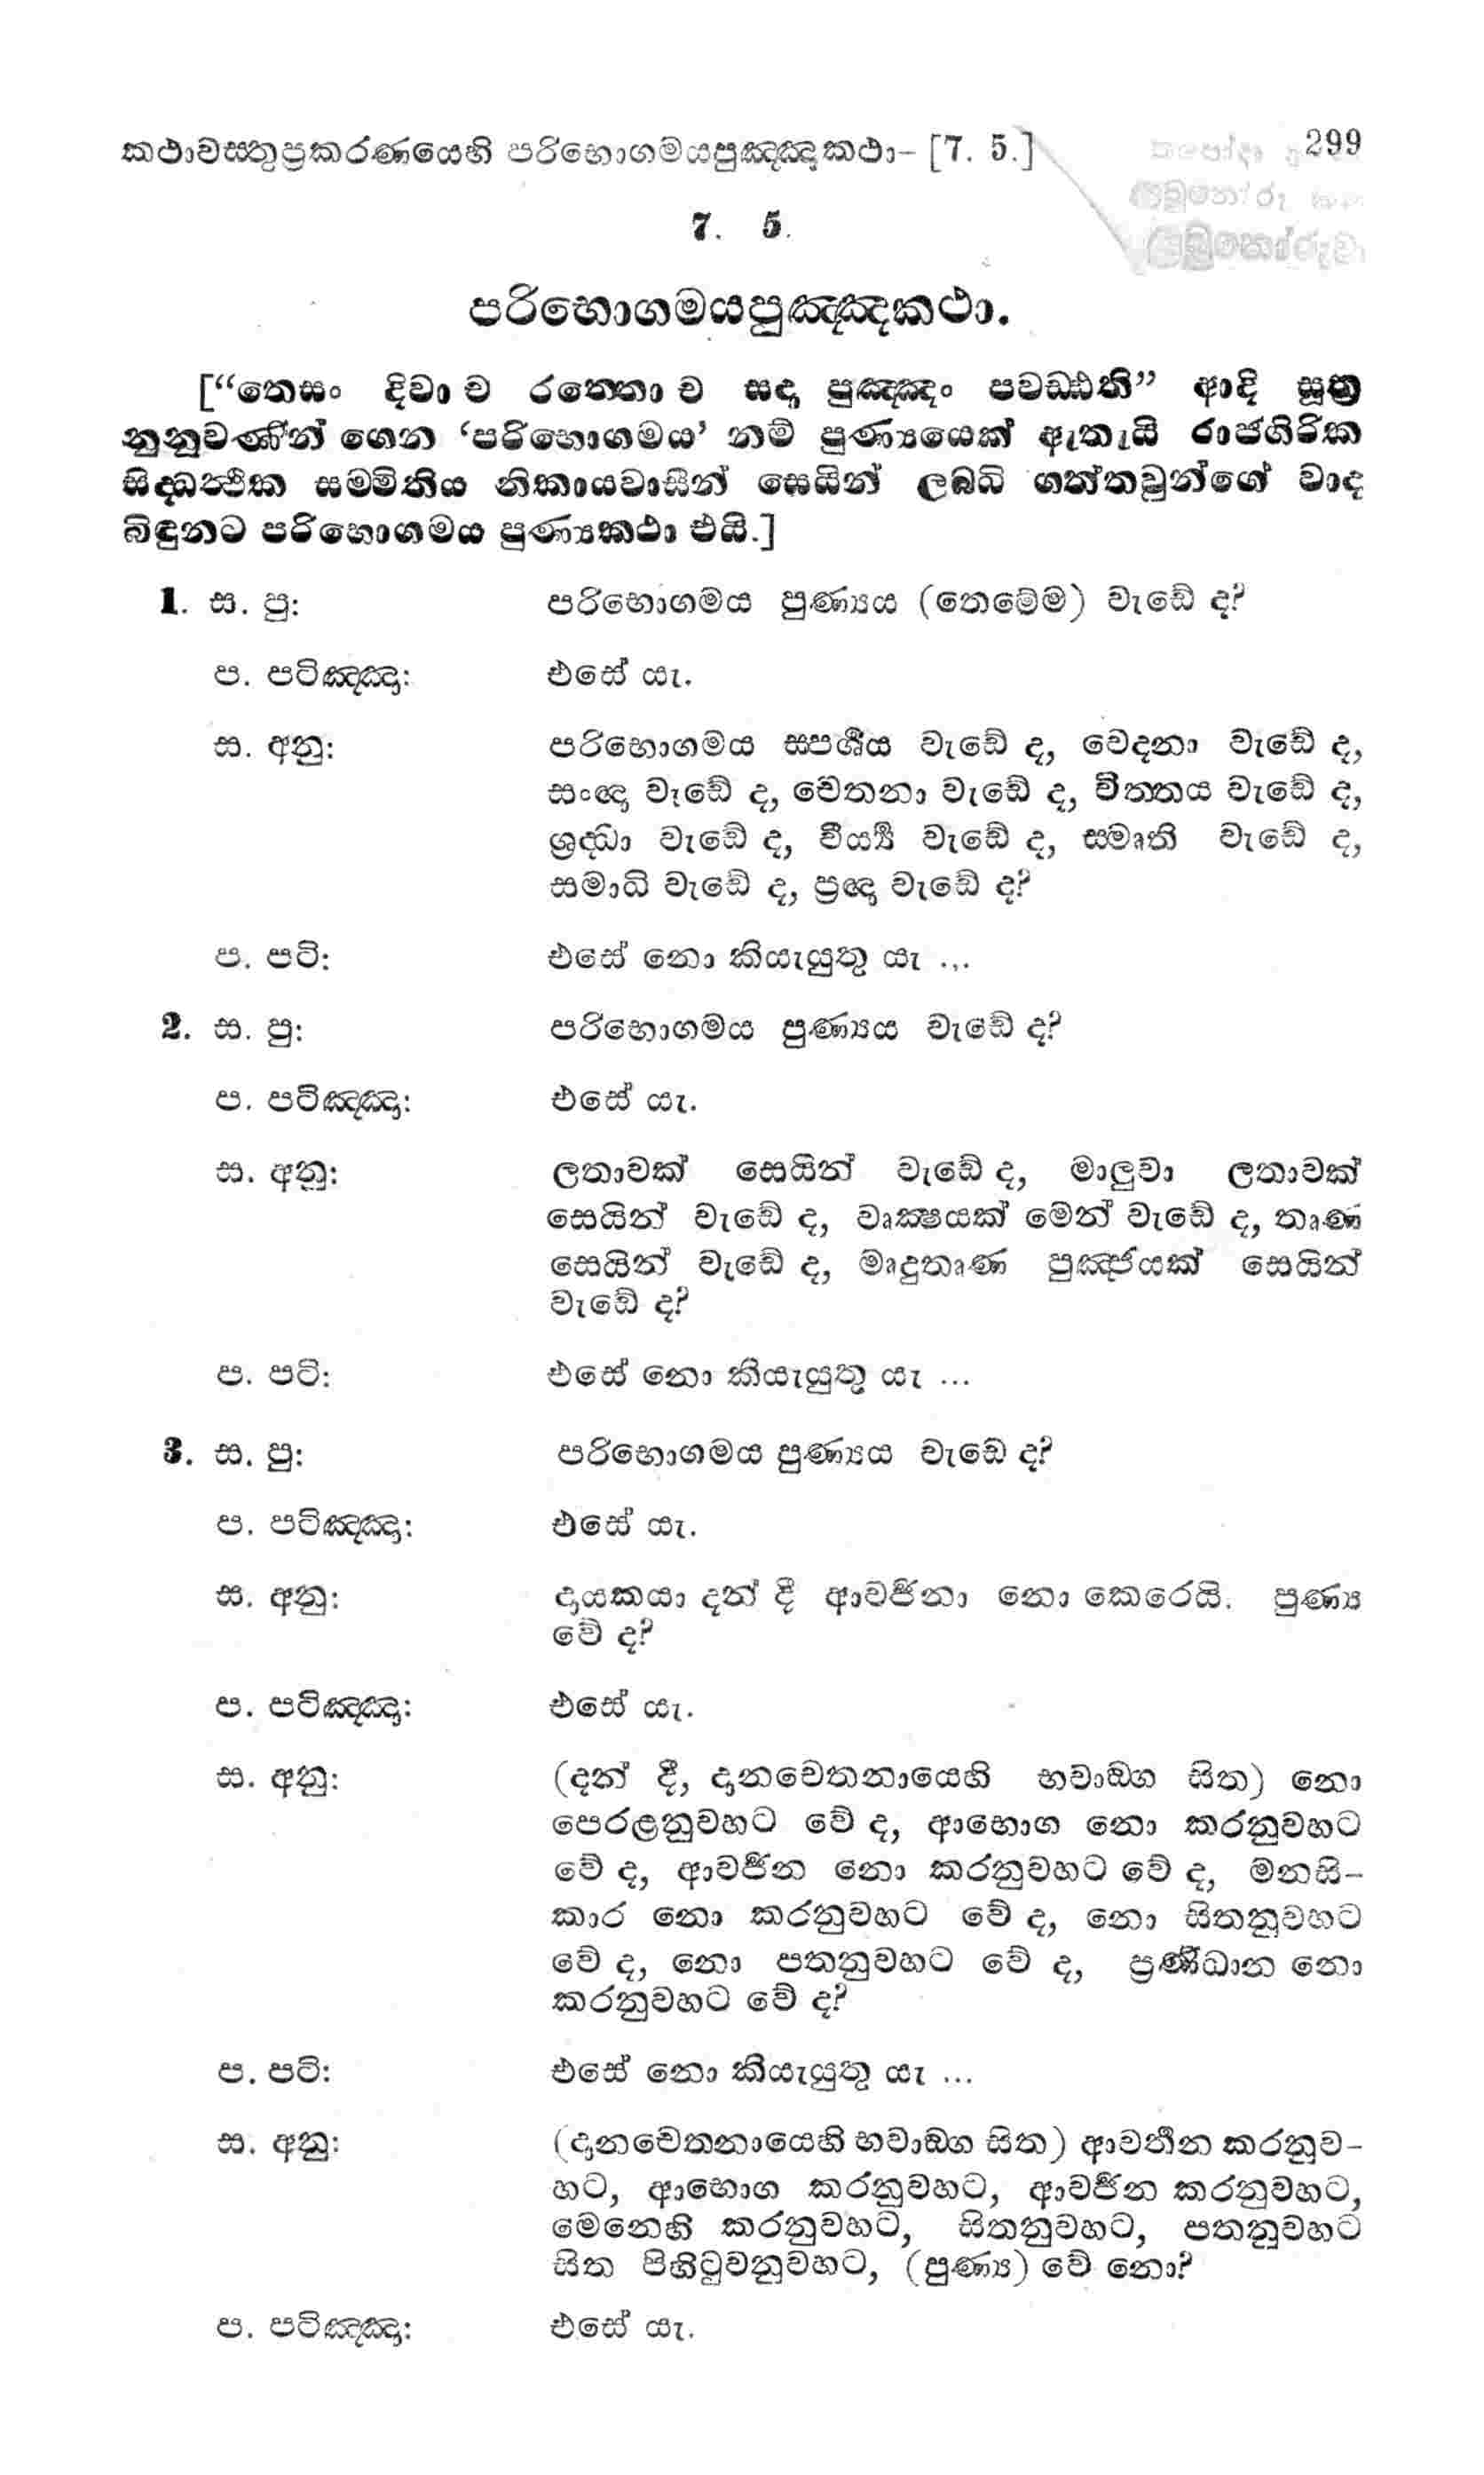 කථාවස්තුප්‍රකරණයෙහි පරිභොගමයපුඤ්ඤකථා- [7. 5.] 299
7. 5.
පරිභොගමයපුඤ්ඤකථා.
[“තෙසං දිවා ච රත්තො ච සදා පුඤ්ඤං පවඩ්ඪති” ආදි සූත්‍ර
නුනුවණින් ගෙන ‘පරිභොගමය’ නම් පුණ්‍යයෙක් ඇතැයි රාජගිරික
සිද්ධත්ථික සම්මිතිය නිකායවාසීන් සෙයින් ලබ්ධි ගත්තවුන්ගේ වාද
බිඳුනට පරිභොගමය පුණ්‍යකථා එයි.]
1. ස. පු: පරිභොගමය පුණ්‍යය (තෙමේම) වැඩේ ද?
ප. පටිඤ්ඤා: එසේ යැ.
ස. අනු: පරිභොගමය ස්පර්ශය වැඩේ ද, වෙදනා වැඩේ ද,
සංඥා වැඩේ ද, චෙතනා වැඩේ ද, චිත්තය වැඩේ ද,
ශ්‍රද්ධා වැඩේ ද, වීර්ය්‍ය වැඩේ ද, ස්මෘති වැඩේ ද,
සමාධි වැඩේ ද, ප්‍රඥා වැඩේ ද?
ප. පටි: එසේ නො කියැයුතු යැ ...
2. ස. පු: පරිභොගමය පුණ්‍යය වැඩේ ද?
ප. පටිඤ්ඤා: එසේ යැ.
ස. අනු: ලතාවක් සෙයින් වැඩේ ද, මාලුවා ලතාවක්
සෙයින් වැඩේ ද, වෘක්ෂයක් මෙන් වැඩේ ද, තෘණ
සෙයින් වැඩේ ද, මෘදුතෘණ පුඤ්ජයක් සෙයින්
වැඩේ ද?
ප. පටි: එසේ නො කියැයුතු යැ ...
3. ස. පු: පරිභොගමය පුණ්‍යය වැඩේ ද?
ප. පටිඤ්ඤා: එසේ යැ.
ස. අනු: දායකයා දන් දී ආවර්ජනා නො කෙරෙයි. පුණ්‍ය
වේ ද?
ප. පටිඤ්ඤා: එසේ යැ.
ස. අනු: (දන් දී, දානචෙතනායෙහි භවාඞ්ග සිත) නො
පෙරළනුවහට වේ ද, ආභොග නො කරනුවහට
වේ ද, ආවර්ජන නො කරනුවහට වේ ද, මනසි-
කාර නො කරනුවහට වේ ද, නො සිතනුවහට
වේ ද, නො පතනුවහට වේ ද, ප්‍රණිධාන නො
කරනුවහට වේ ද?
ප. පටි: එසේ නො කියැයුතු යැ ...
ස. අනු: (දානචෙතනායෙහි භවාඞ්ග සිත) ආවර්තන කරනුව-
හට, ආභොග කරනුවහට, ආවර්ජන කරනුවහට,
මෙනෙහි කරනුවහට, සිතනුවහට, පතනුවහට
සිත පිහිටුවනුවහට, (පුණ්‍ය) වේ නො?
ප. පටිඤ්ඤා: එසේ යැ.